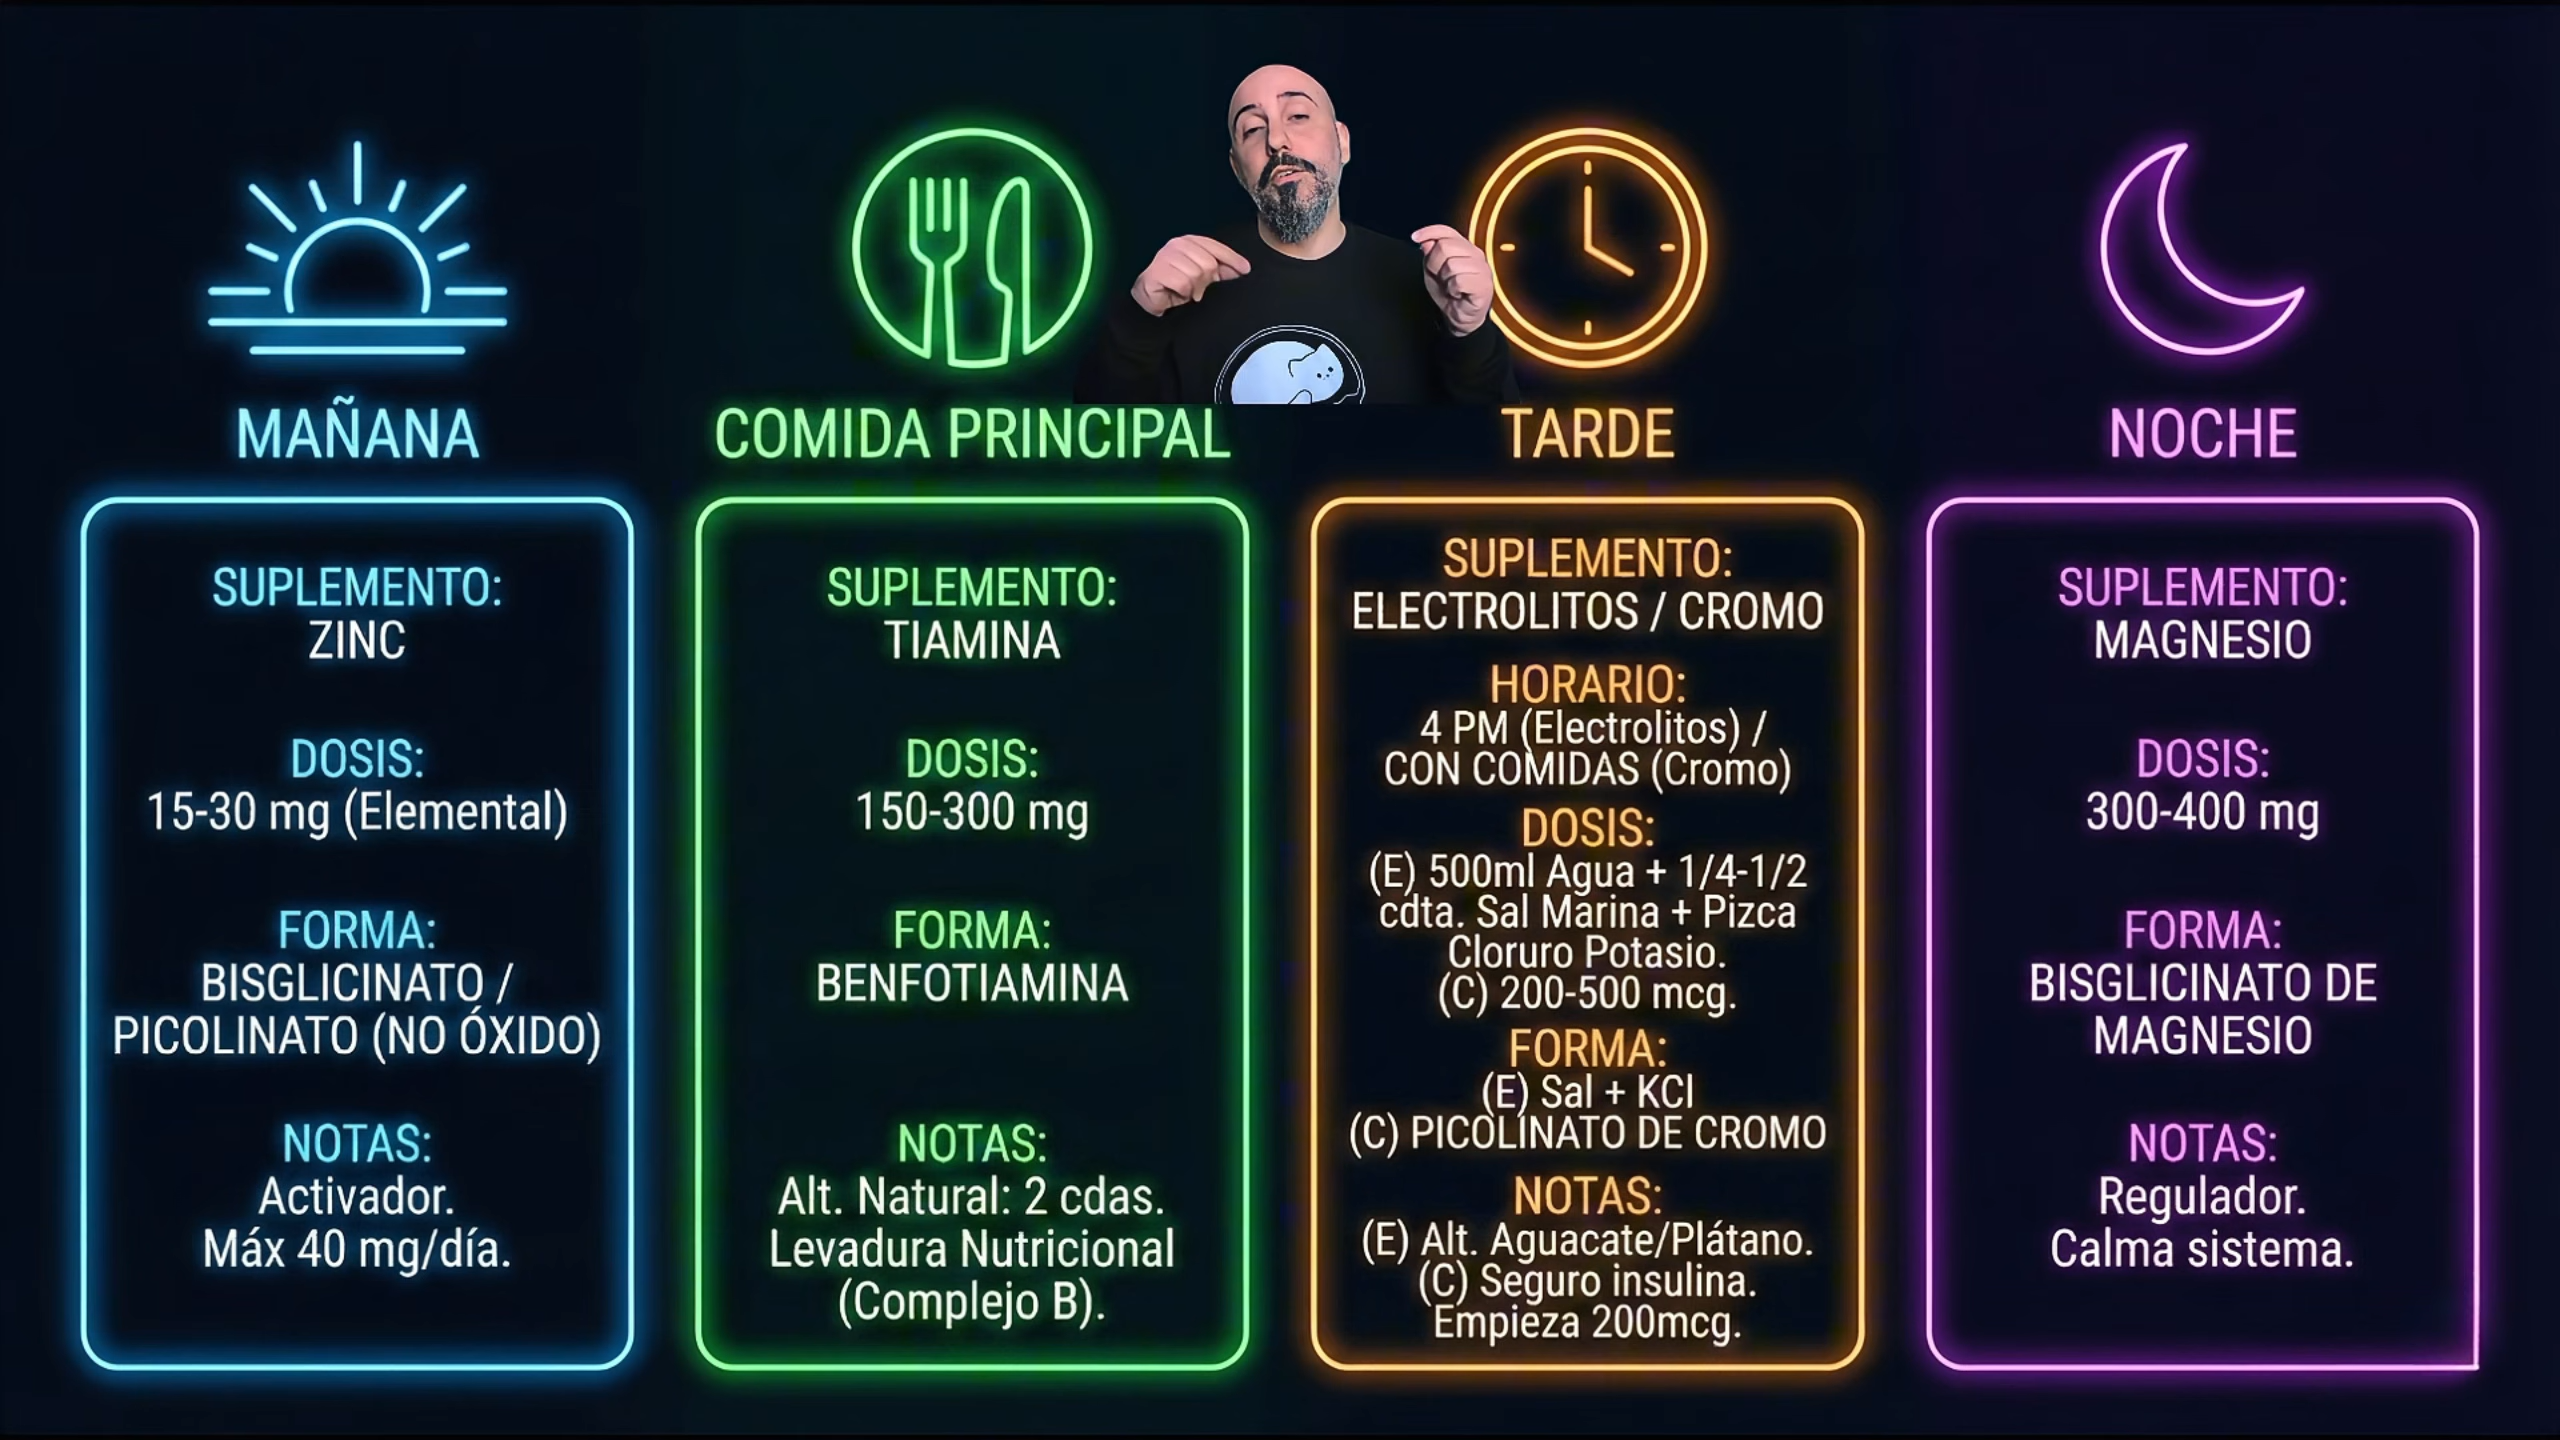 MAÑANA
SUPLEMENTO:
ZINC
DOSIS:
15-30 mg (Elemental)
FORMA:
BISGLICINATO /
PICOLINATO (NO ÓXIDO)
NOTAS:
Activador.
Máx 40 mg/día.
COMIDA PRINCIPAL
SUPLEMENTO:
TIAMINA
DOSIS:
150-300 mg
FORMA:
BENFOTIAMINA
NOTAS:
Alt. Natural: 2 cdas.
Levadura Nutricional
(Complejo B).
TARDE
SUPLEMENTO:
ELECTROLITOS / CROMO
HORARIO:
4 PM (Electrolitos) /
CON COMIDAS (Cromo)
DOSIS:
(E) 500ml Agua + 1/4-1/2
cdta. Sal Marina + Pizca
Cloruro Potasio.
(C) 200-500 mcg.
FORMA:
(E) Sal + KCl
(C) PICOLINATO DE CROMO
NOTAS:
(E) Alt. Aguacate/Plátano.
(C) Seguro insulina.
Empieza 200mcg.
NOCHE
SUPLEMENTO:
MAGNESIO
DOSIS:
300-400 mg
FORMA:
BISGLICINATO DE
MAGNESIO
NOTAS:
Regulador.
Calma sistema.